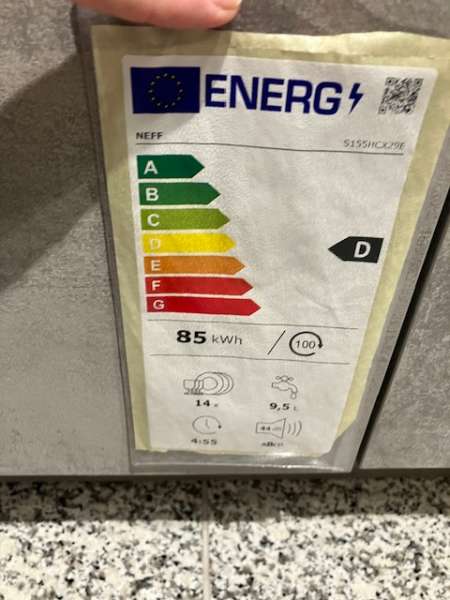 ENERG
NEFF
S155HCX29E
A
B
C
D
E
F
G
D
85 kWh / 100
14 x
9,5 L
4:55
44 dB